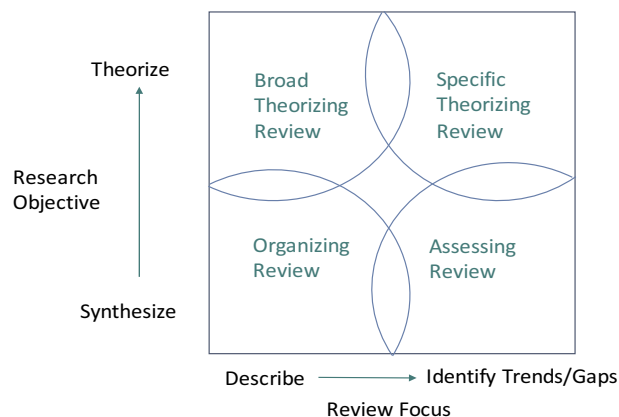 Theorize
Research
Objective
Synthesize
Broad
Theorizing
Review
Specific
Theorizing
Review
Organizing
Review
Assessing
Review
Describe
Identify Trends/Gaps
Review Focus